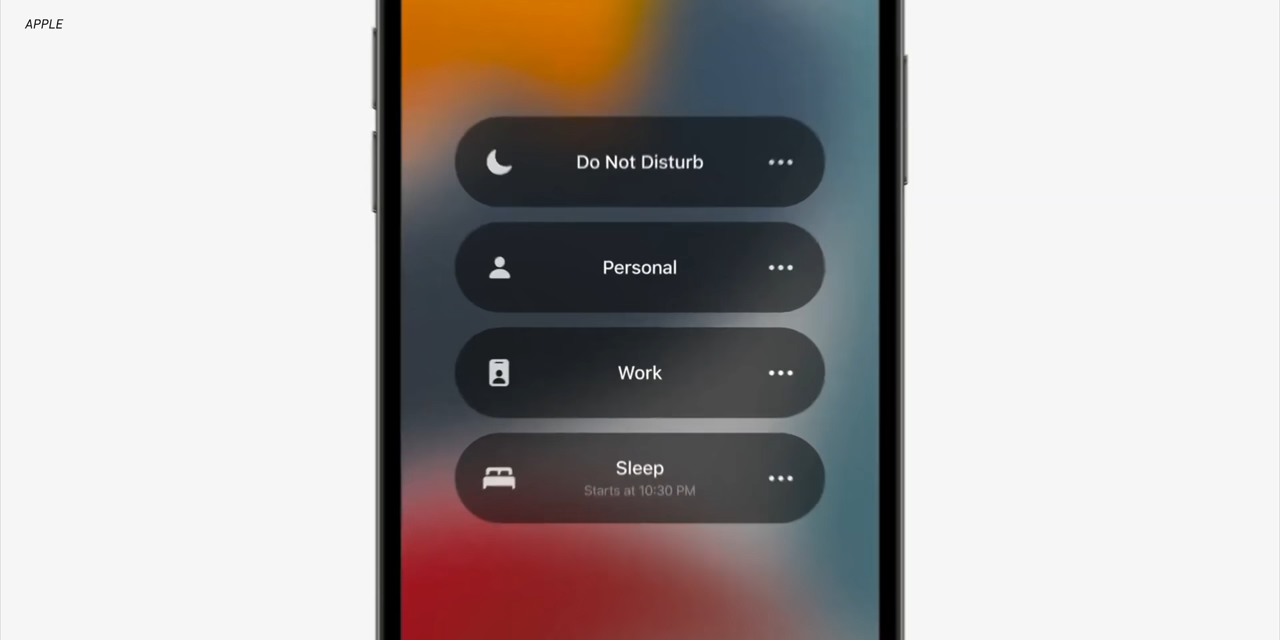 APPLE
Do Not Disturb
Personal
Work
Sleep
Starts at 10:30 PM